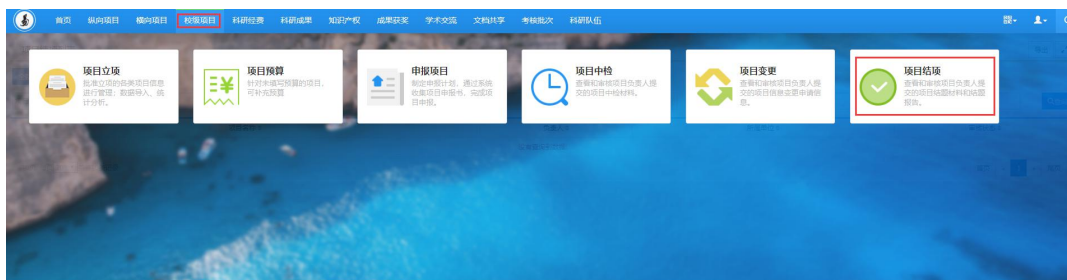 首页 纵向项目 横向项目 校级项目 科研经费 科研成果 知识产权 成果获奖 学术交流 文档共享 考核批次 科研队伍
项目立项
批准立项的各类项目信息
进行管理；数据导入、统
计分析。
项目预算
针对未填写预算的项目，
可补充预算
申报项目
制定申报计划，通过系统
收集项目申报书，完成项
目申报。
项目中检
查看和审核项目负责人提
交的项目中检材料。
项目变更
查看和审核项目负责人提
交的项目信息变更申请信
息。
项目结项
查看和审核项目负责人提
交的项目结题材料和结题
报告。